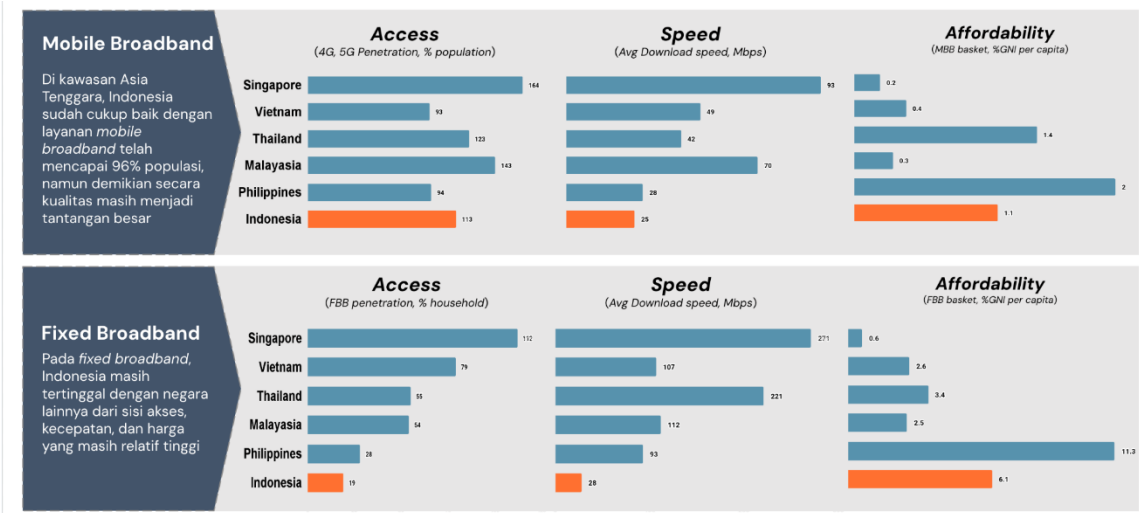 Mobile Broadband
Di kawasan Asia
Tenggara, Indonesia
sudah cukup baik dengan
layanan mobile
broadband telah
mencapai 96% populasi,
namun demikian secara
kualitas masih menjadi
tantangan besar
Access
(4G, 5G Penetration, % population)
Singapore 164
Vietnam 93
Thailand 123
Malayasia 143
Philippines 94
Indonesia 113
Speed
(Avg Download speed, Mbps)
93
49
42
70
28
25
Affordability
(MBB basket, %GNI per capita)
0.2
0.4
1.4
0.3
2
1.1
Fixed Broadband
Pada fixed broadband,
Indonesia masih
tertinggal dengan negara
lainnya dari sisi akses,
kecepatan, dan harga
yang masih relatif tinggi
Access
(FBB penetration, % household)
Singapore 112
Vietnam 79
Thailand 55
Malayasia 54
Philippines 28
Indonesia 19
Speed
(Avg Download speed, Mbps)
271
107
221
112
93
28
Affordability
(FBB basket, %GNI per capita)
0.6
2.6
3.4
2.5
11.3
6.1